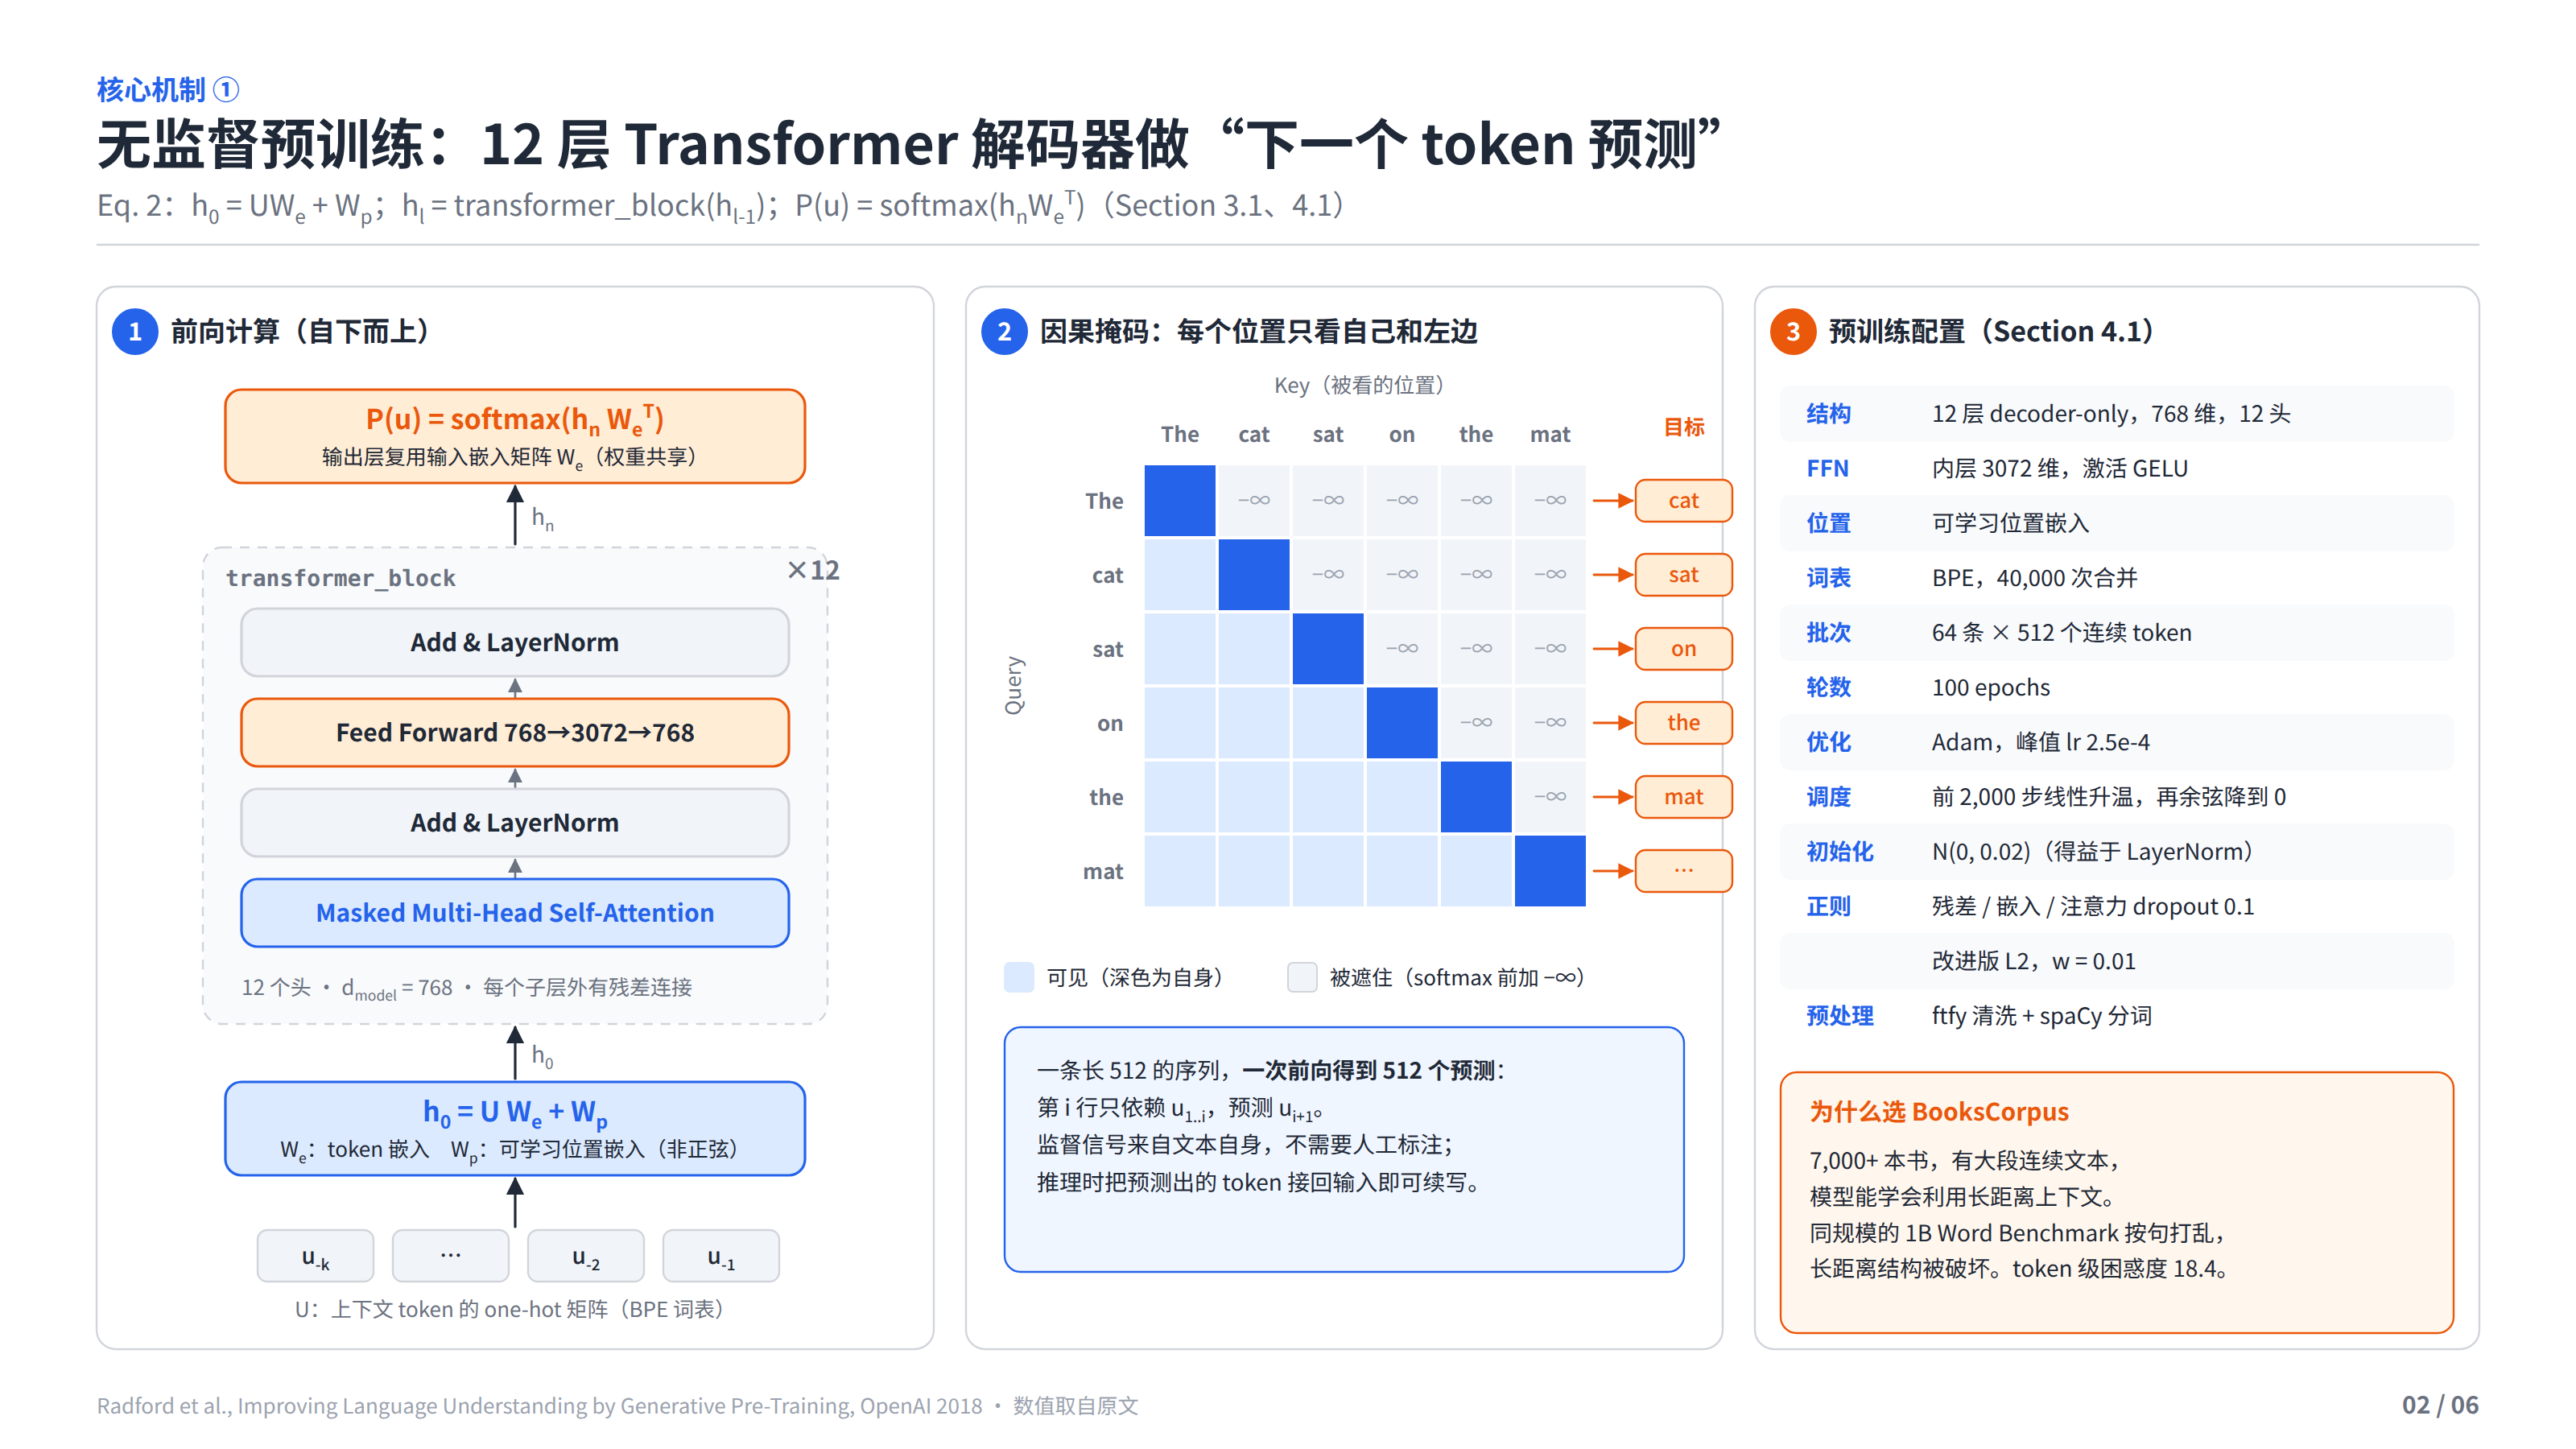 核心机制 ①
无监督预训练：12 层 Transformer 解码器做“下一个 token 预测”
Eq. 2：h0 = UWe + Wp；hl = transformer_block(hl-1)；P(u) = softmax(hnWeT)（Section 3.1、4.1）
1 前向计算（自下而上）
P(u) = softmax(hn WeT)
输出层复用输入嵌入矩阵 We（权重共享）
hn
transformer_block ×12
Add & LayerNorm
Feed Forward 768→3072→768
Add & LayerNorm
Masked Multi-Head Self-Attention
12 个头 · dmodel = 768 · 每个子层外有残差连接
h0
h0 = U We + Wp
We：token 嵌入 Wp：可学习位置嵌入（非正弦）
u-k ⋯ u-2 u-1
U：上下文 token 的 one-hot 矩阵（BPE 词表）
2 因果掩码：每个位置只看自己和左边
Key（被看的位置）
The cat sat on the mat 目标
Query
The −∞ −∞ −∞ −∞ −∞ cat
cat −∞ −∞ −∞ −∞ sat
sat −∞ −∞ −∞ on
on −∞ −∞ the
the −∞ mat
mat ⋯
可见（深色为自身） 被遮住（softmax 前加 −∞）
一条长 512 的序列，一次前向得到 512 个预测：
第 i 行只依赖 u1..i，预测 ui+1。
监督信号来自文本自身，不需要人工标注；
推理时把预测出的 token 接回输入即可续写。
3 预训练配置（Section 4.1）
结构 12 层 decoder-only，768 维，12 头
FFN 内层 3072 维，激活 GELU
位置 可学习位置嵌入
词表 BPE，40,000 次合并
批次 64 条 × 512 个连续 token
轮数 100 epochs
优化 Adam，峰值 lr 2.5e-4
调度 前 2,000 步线性升温，再余弦降到 0
初始化 N(0, 0.02)（得益于 LayerNorm）
正则 残差 / 嵌入 / 注意力 dropout 0.1
改进版 L2，w = 0.01
预处理 ftfy 清洗 + spaCy 分词
为什么选 BooksCorpus
7,000+ 本书，有大段连续文本，
模型能学会利用长距离上下文。
同规模的 1B Word Benchmark 按句打乱，
长距离结构被破坏。token 级困惑度 18.4。
Radford et al., Improving Language Understanding by Generative Pre-Training, OpenAI 2018 · 数值取自原文
02 / 06